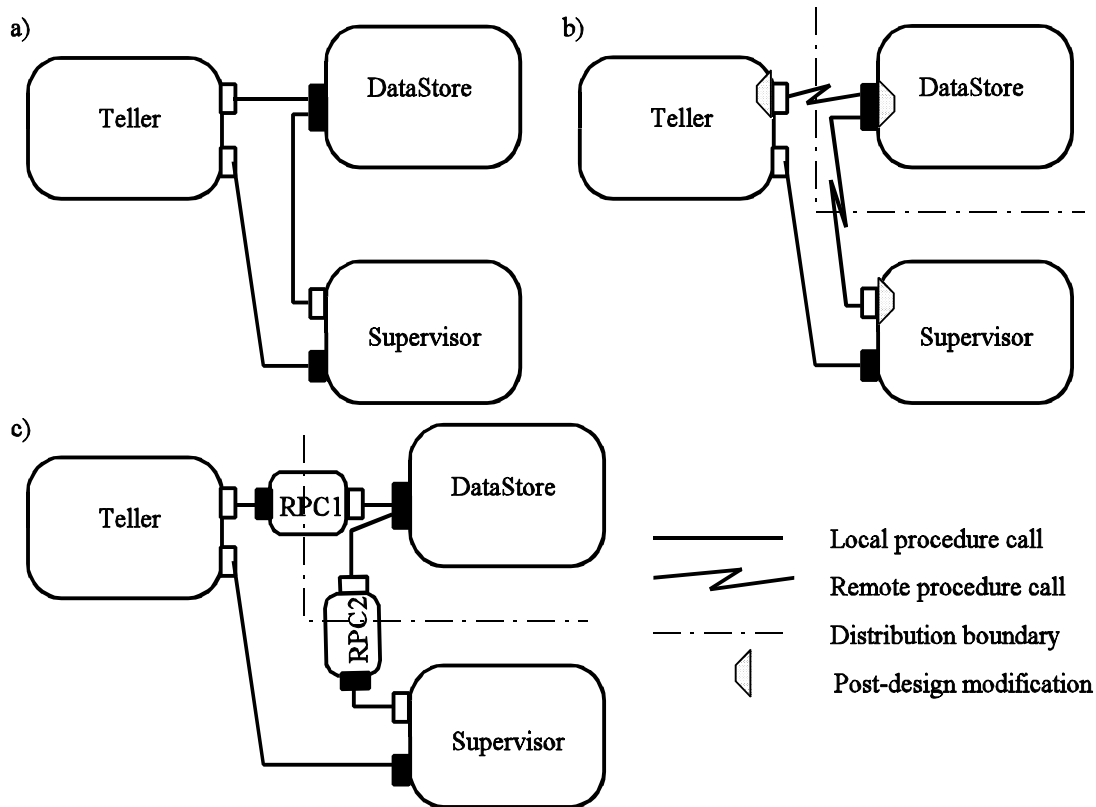 a)
Teller
DataStore
Supervisor
b)
Teller
DataStore
Supervisor
c)
Teller
RPC1
DataStore
RPC2
Supervisor
Local procedure call
Remote procedure call
Distribution boundary
Post-design modification